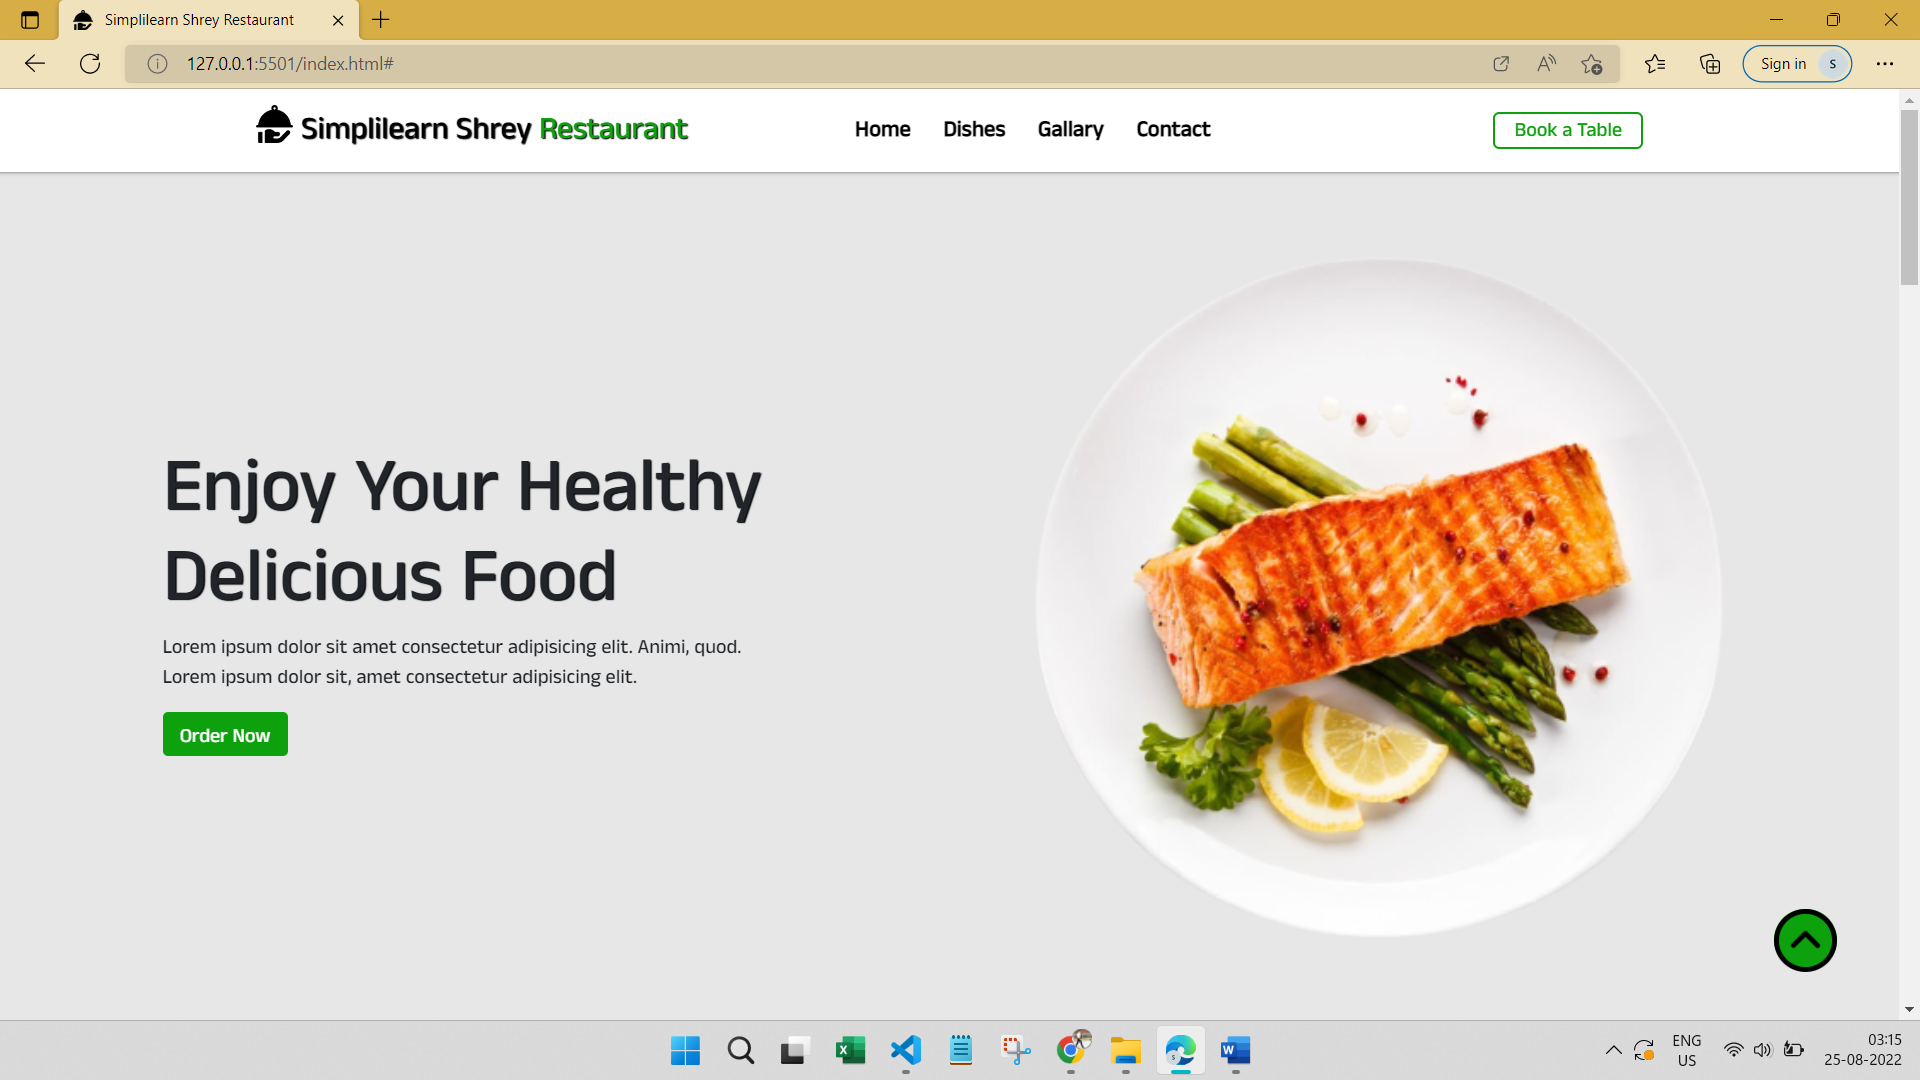 Simplilearn Shrey Restaurant
127.0.0.1:5501/index.html#
Sign in S
Simplilearn Shrey Restaurant
Home Dishes Gallary Contact
Book a Table
Enjoy Your Healthy
Delicious Food
Lorem ipsum dolor sit amet consectetur adipisicing elit. Animi, quod.
Lorem ipsum dolor sit, amet consectetur adipisicing elit.
Order Now
ENG
US
03:15
25-08-2022